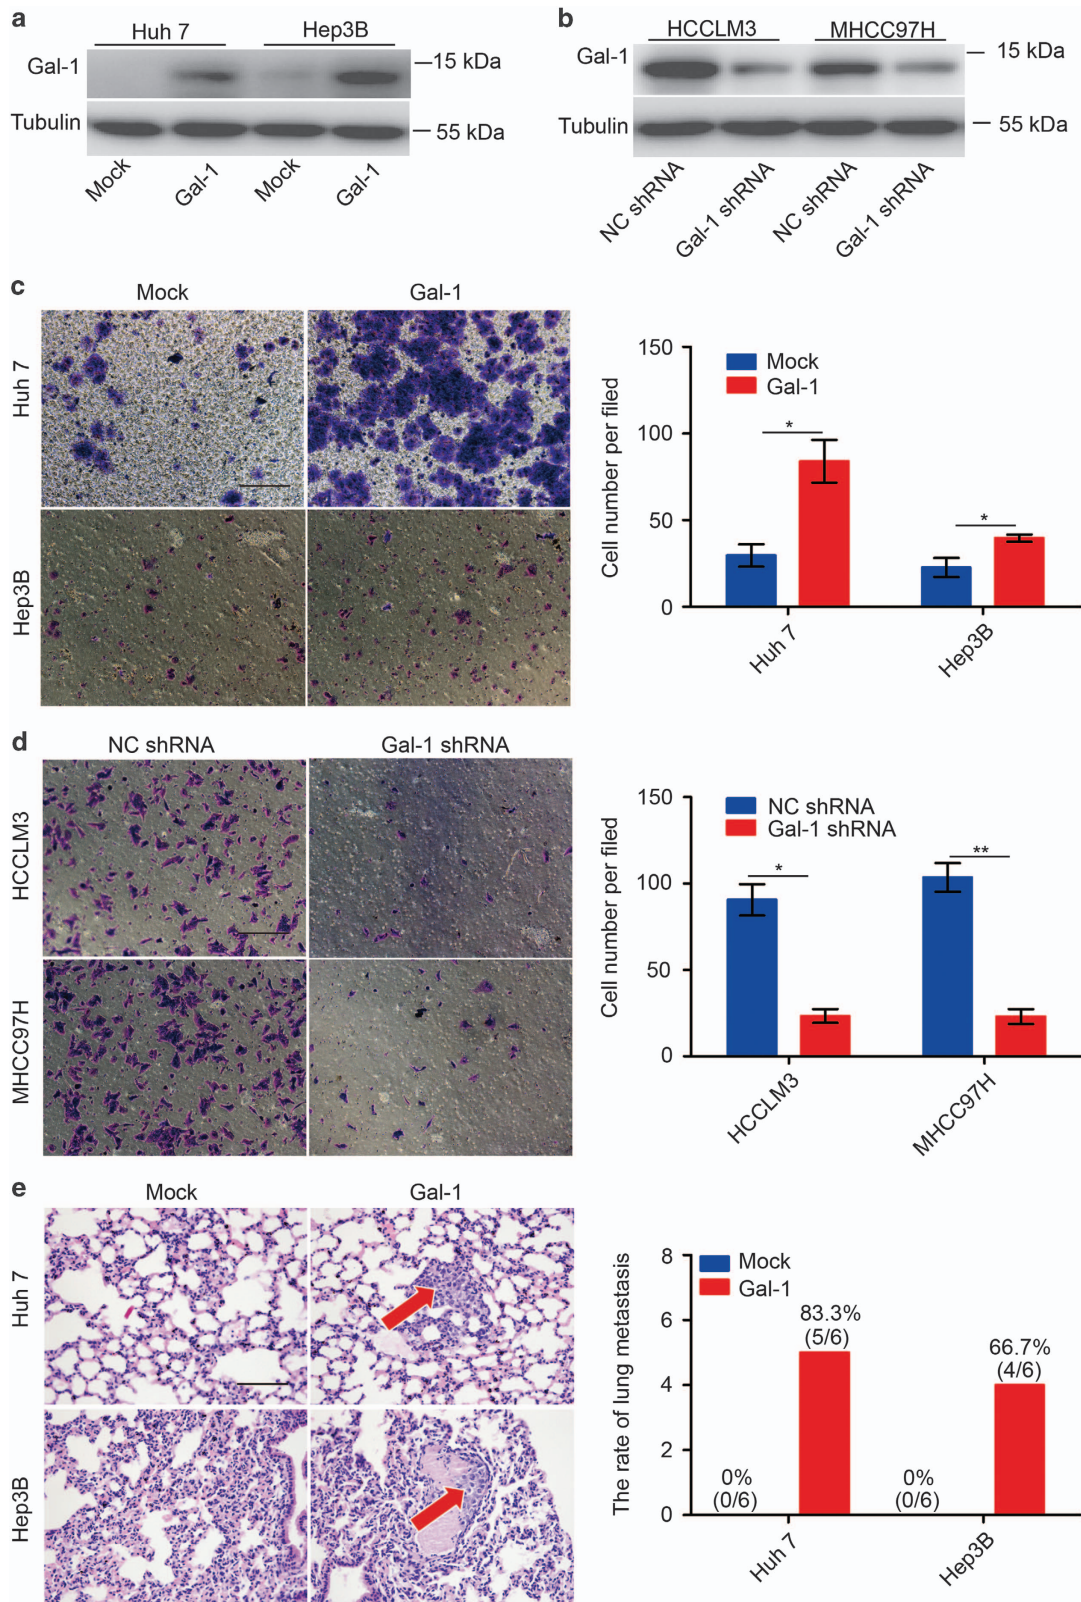 a
Huh 7 Hep3B
Gal-1
15 kDa
Tubulin
55 kDa
Mock Gal-1 Mock Gal-1
b
HCCLM3 MHCC97H
Gal-1
15 kDa
Tubulin
55 kDa
NC shRNA Gal-1 shRNA NC shRNA Gal-1 shRNA
c
Mock Gal-1
Huh 7
Hep3B
Cell number per filed
150
100
50
0
Mock
Gal-1
*
*
Huh 7 Hep3B
d
NC shRNA Gal-1 shRNA
HCCLM3
MHCC97H
Cell number per filed
150
100
50
0
NC shRNA
Gal-1 shRNA
*
**
HCCLM3 MHCC97H
e
Mock Gal-1
Huh 7
Hep3B
The rate of lung metastasis
8
6
4
2
0
Mock
Gal-1
0%
(0/6)
83.3%
(5/6)
0%
(0/6)
66.7%
(4/6)
Huh 7 Hep3B